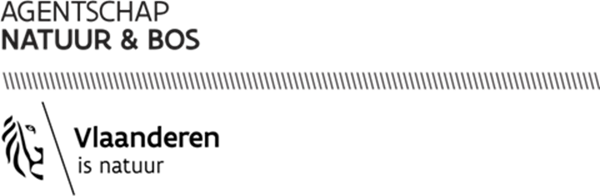 AGENTSCHAP
NATUUR & BOS
Vlaanderen
is natuur